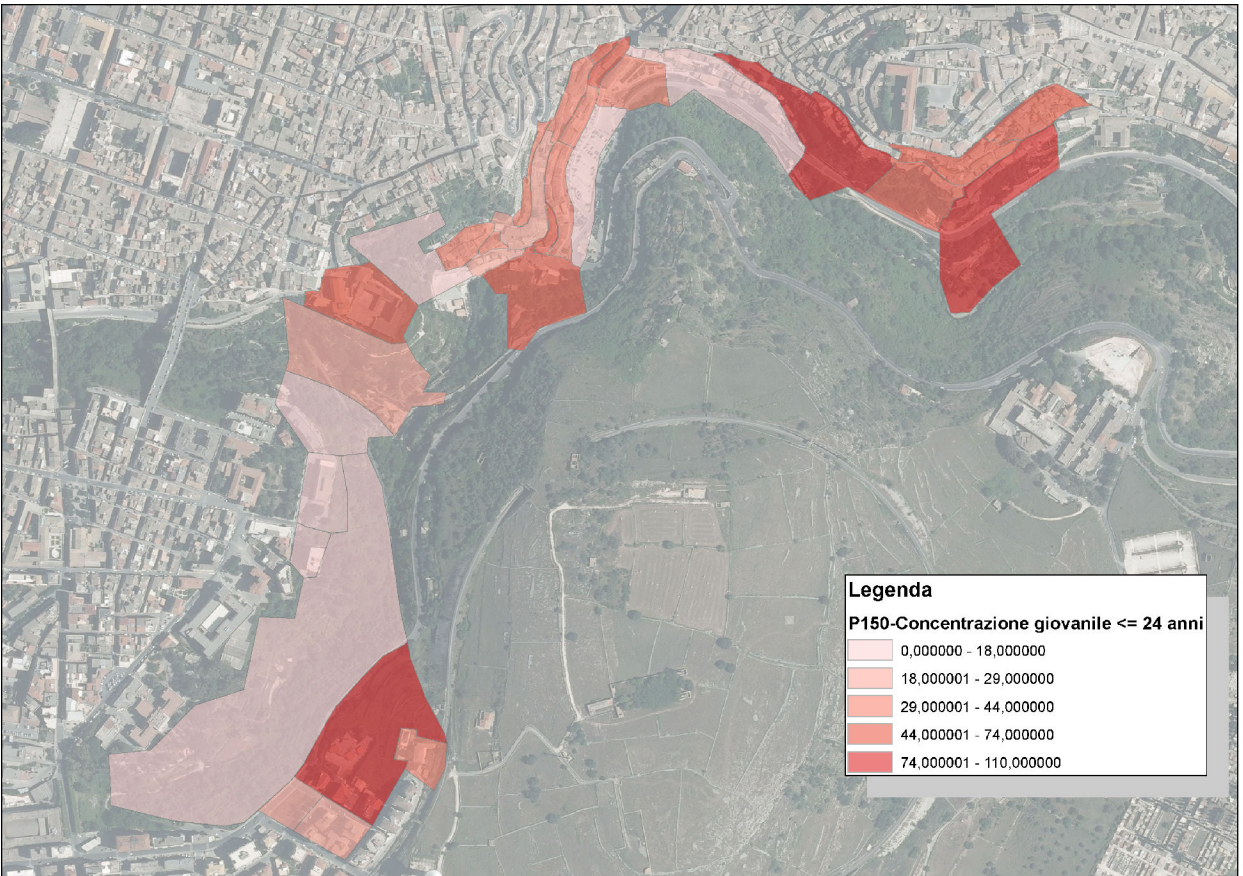 Legenda
P150-Concentrazione giovanile <= 24 anni
0,000000 - 18,000000
18,000001 - 29,000000
29,000001 - 44,000000
44,000001 - 74,000000
74,000001 - 110,000000